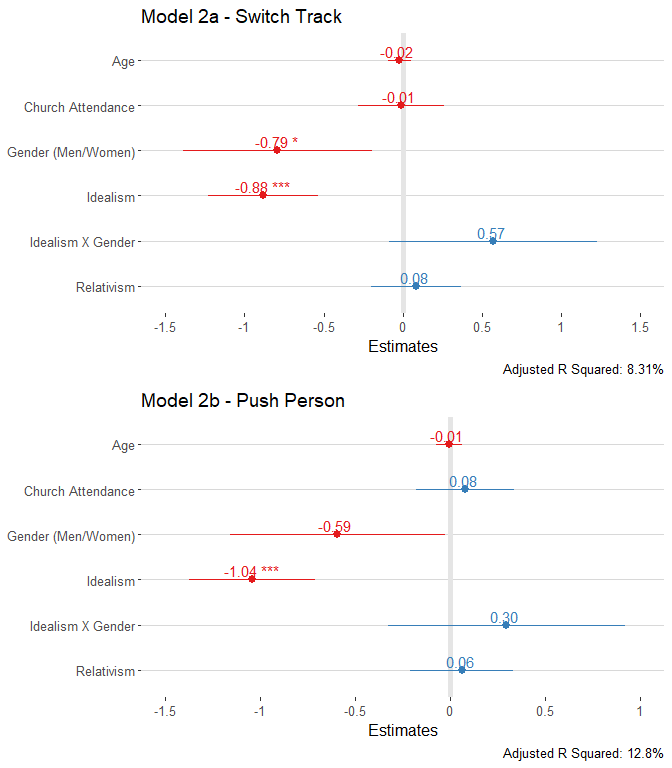 Model 2a - Switch Track
Age
-0.02
Church Attendance
-0.01
Gender (Men/Women)
-0.79 *
Idealism
-0.88 ***
Idealism X Gender
0.57
Relativism
0.08
-1.5 -1 -0.5 0 0.5 1 1.5
Estimates
Adjusted R Squared: 8.31%
Model 2b - Push Person
Age
-0.01
Church Attendance
0.08
Gender (Men/Women)
-0.59
Idealism
-1.04 ***
Idealism X Gender
0.30
Relativism
0.06
-1.5 -1 -0.5 0 0.5 1
Estimates
Adjusted R Squared: 12.8%